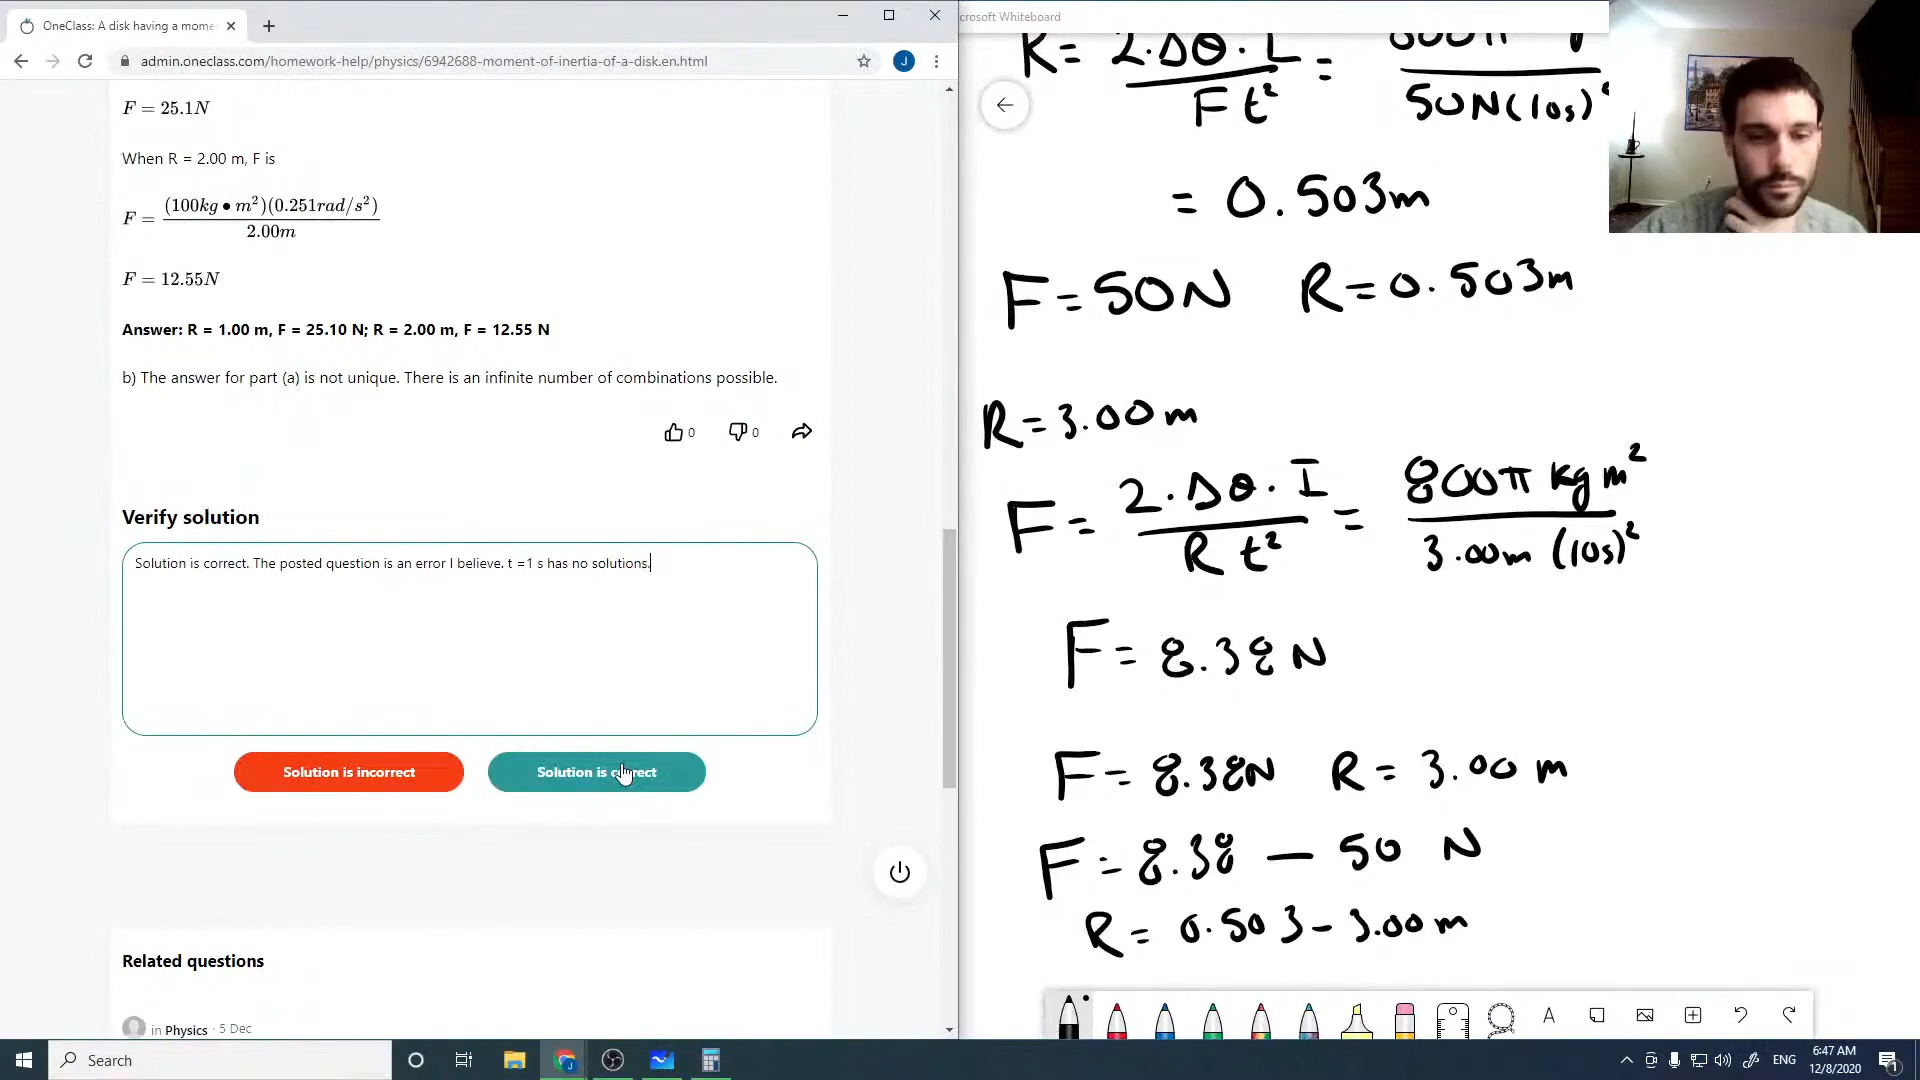 OneClass: A disk having a mome
admin.oneclass.com/homework-help/physics/6942688-moment-of-inertia-of-a-disk.en.html
J
F = 25.1N
When R = 2.00 m, F is
F = (100kg • m²)(0.251rad/s²) / 2.00m
F = 12.55N
Answer: R = 1.00 m, F = 25.10 N; R = 2.00 m, F = 12.55 N
b) The answer for part (a) is not unique. There is an infinite number of combinations possible.
0 0
Verify solution
Solution is correct. The posted question is an error I believe. t =1 s has no solutions.
Solution is incorrect
Solution is correct
Related questions
in Physics · 5 Dec
crosoft Whiteboard
R = 2·Δθ·I / F t² = 800π / 50N(10s)²
= 0.503m
F = 50N R = 0.503m
R = 3.00m
F = 2·Δθ·I / R t² = 800π kg m² / 3.00m (10s)²
F = 8.38 N
F = 8.38N R = 3.00 m
F = 8.38 — 50 N
R = 0.503 - 3.00m
A
Search
J
ENG
6:47 AM
12/8/2020
1